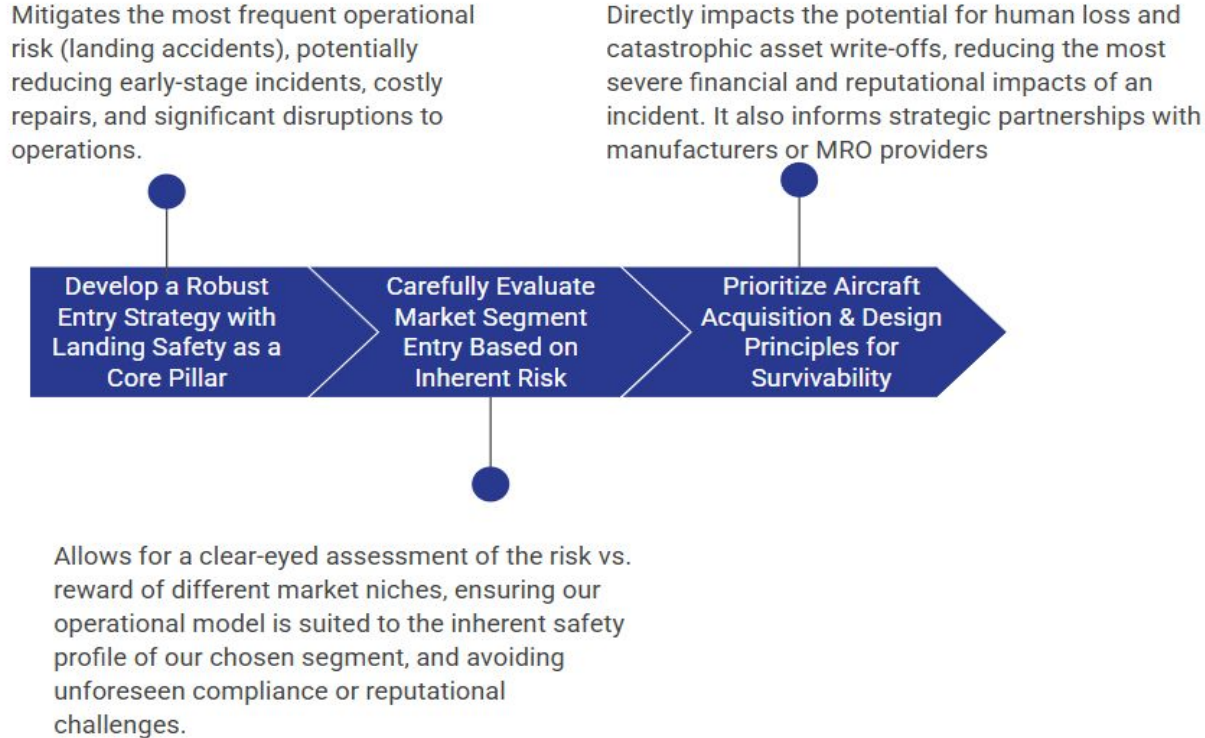 Mitigates the most frequent operational
risk (landing accidents), potentially
reducing early-stage incidents, costly
repairs, and significant disruptions to
operations.
Directly impacts the potential for human loss and
catastrophic asset write-offs, reducing the most
severe financial and reputational impacts of an
incident. It also informs strategic partnerships with
manufacturers or MRO providers
Develop a Robust
Entry Strategy with
Landing Safety as a
Core Pillar
Carefully Evaluate
Market Segment
Entry Based on
Inherent Risk
Prioritize Aircraft
Acquisition & Design
Principles for
Survivability
Allows for a clear-eyed assessment of the risk vs.
reward of different market niches, ensuring our
operational model is suited to the inherent safety
profile of our chosen segment, and avoiding
unforeseen compliance or reputational
challenges.